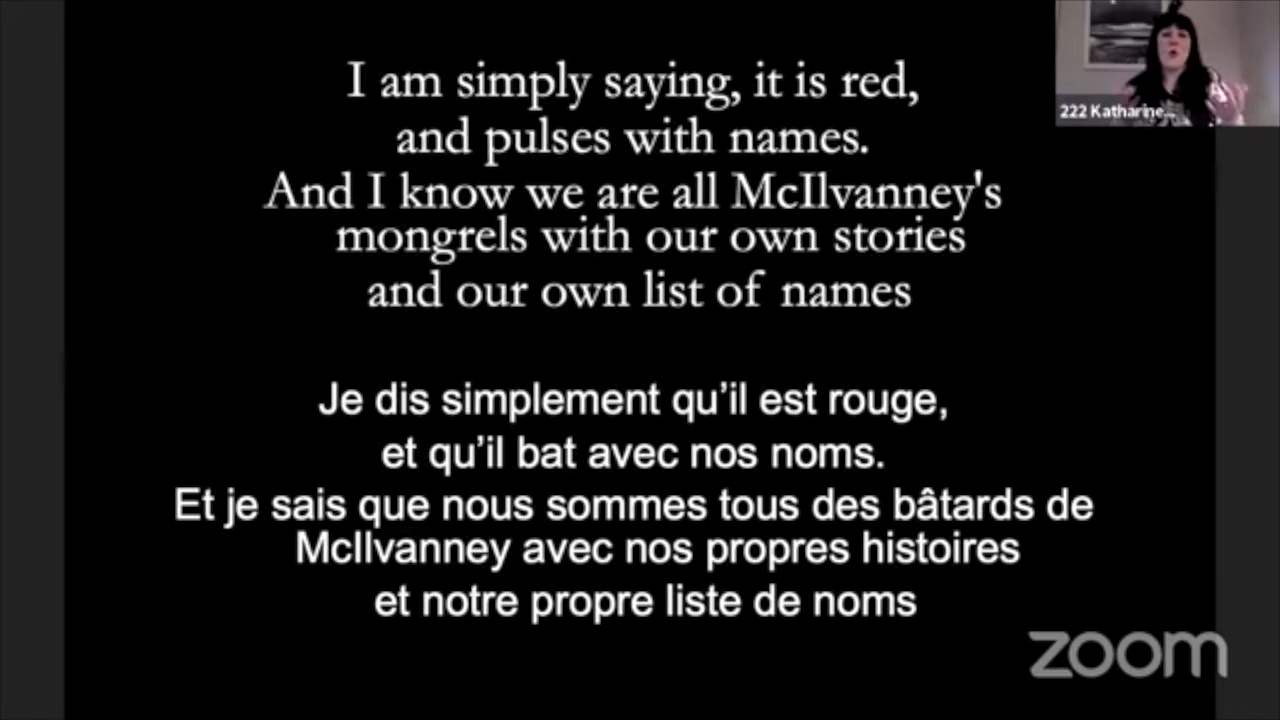 I am simply saying, it is red,
and pulses with names.
And I know we are all McIlvanney's
mongrels with our own stories
and our own list of names
Je dis simplement qu’il est rouge,
et qu’il bat avec nos noms.
Et je sais que nous sommes tous des bâtards de
McIlvanney avec nos propres histoires
et notre propre liste de noms
222 Katharine...
zoom